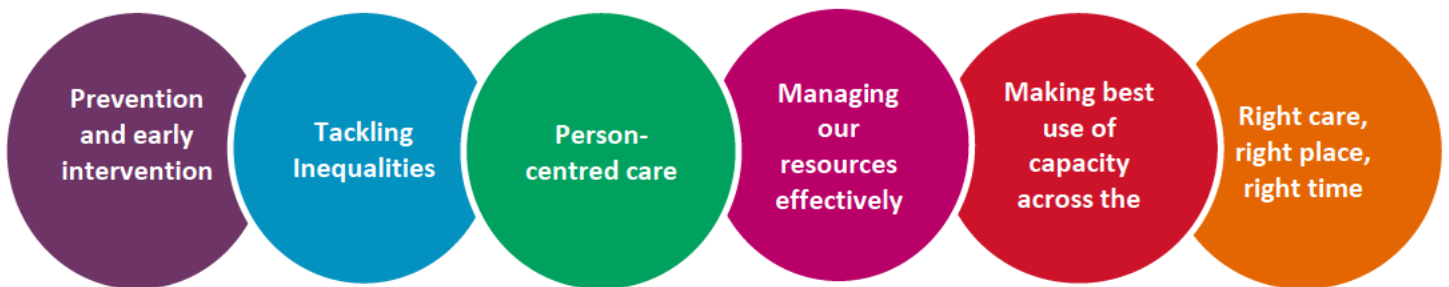 Prevention
and early
intervention
Tackling
Inequalities
Person-
centred care
Managing
our
resources
effectively
Making best
use of
capacity
across the
Right care,
right place,
right time